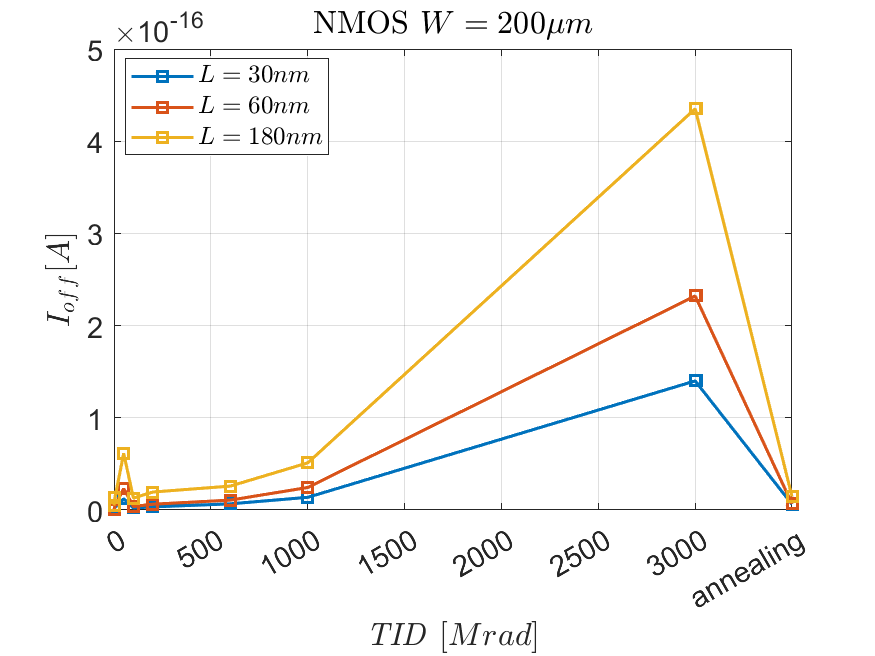 NMOS W = 200μm
×10-16
5
4
3
2
1
0
L = 30nm
L = 60nm
L = 180nm
Ioff[A]
0
500
1000
1500
2000
2500
3000
annealing
TID [Mrad]